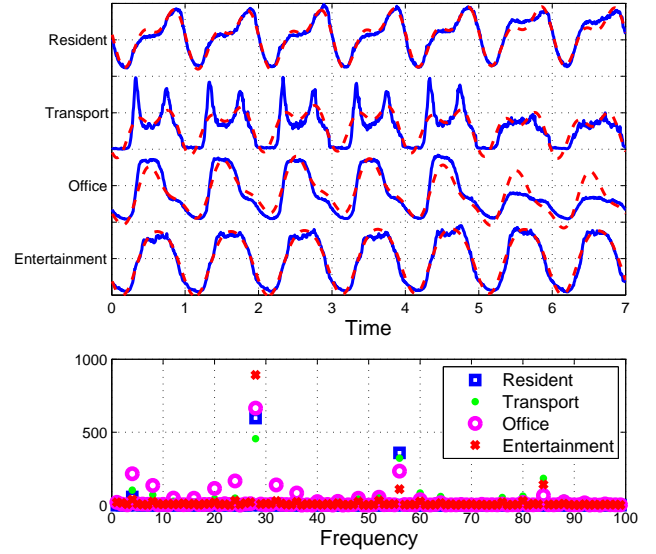 Resident
Transport
Office
Entertainment
0 1 2 3 4 5 6 7
Time
1000
500
0
Resident
Transport
Office
Entertainment
0 10 20 30 40 50 60 70 80 90 100
Frequency